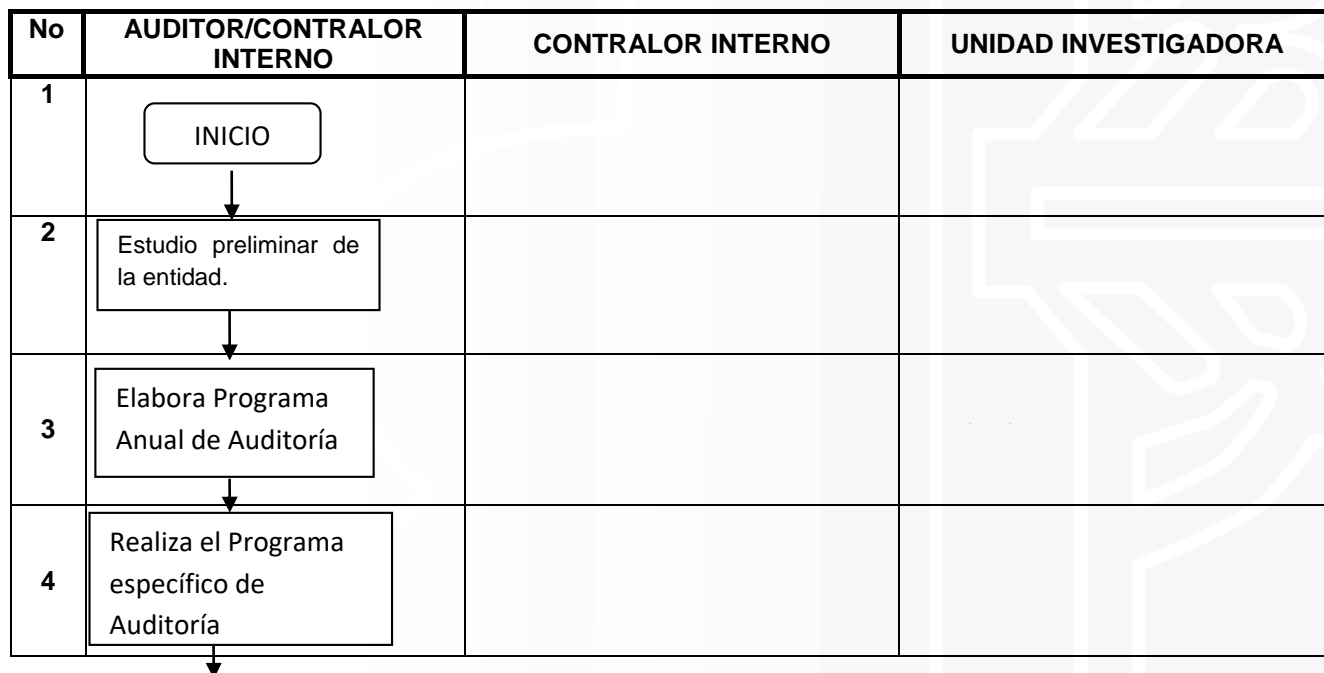 No
AUDITOR/CONTRALOR
INTERNO
CONTRALOR INTERNO
UNIDAD INVESTIGADORA
1
INICIO
2
Estudio preliminar de
la entidad.
3
Elabora Programa
Anual de Auditoría
4
Realiza el Programa
específico de
Auditoría